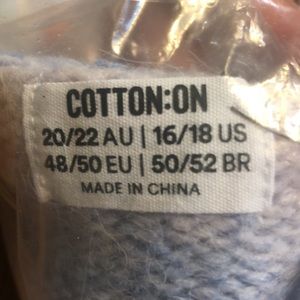 COTTON:ON
20/22 AU | 16/18 US
48/50 EU | 50/52 BR
MADE IN CHINA